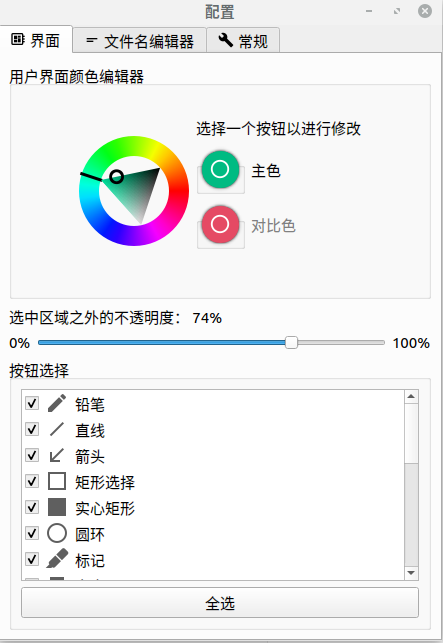 配置
界面 文件名编辑器 常规
用户界面颜色编辑器
选择一个按钮以进行修改
主色
对比色
选中区域之外的不透明度： 74%
0% 100%
按钮选择
铅笔
直线
箭头
矩形选择
实心矩形
圆环
标记
全选